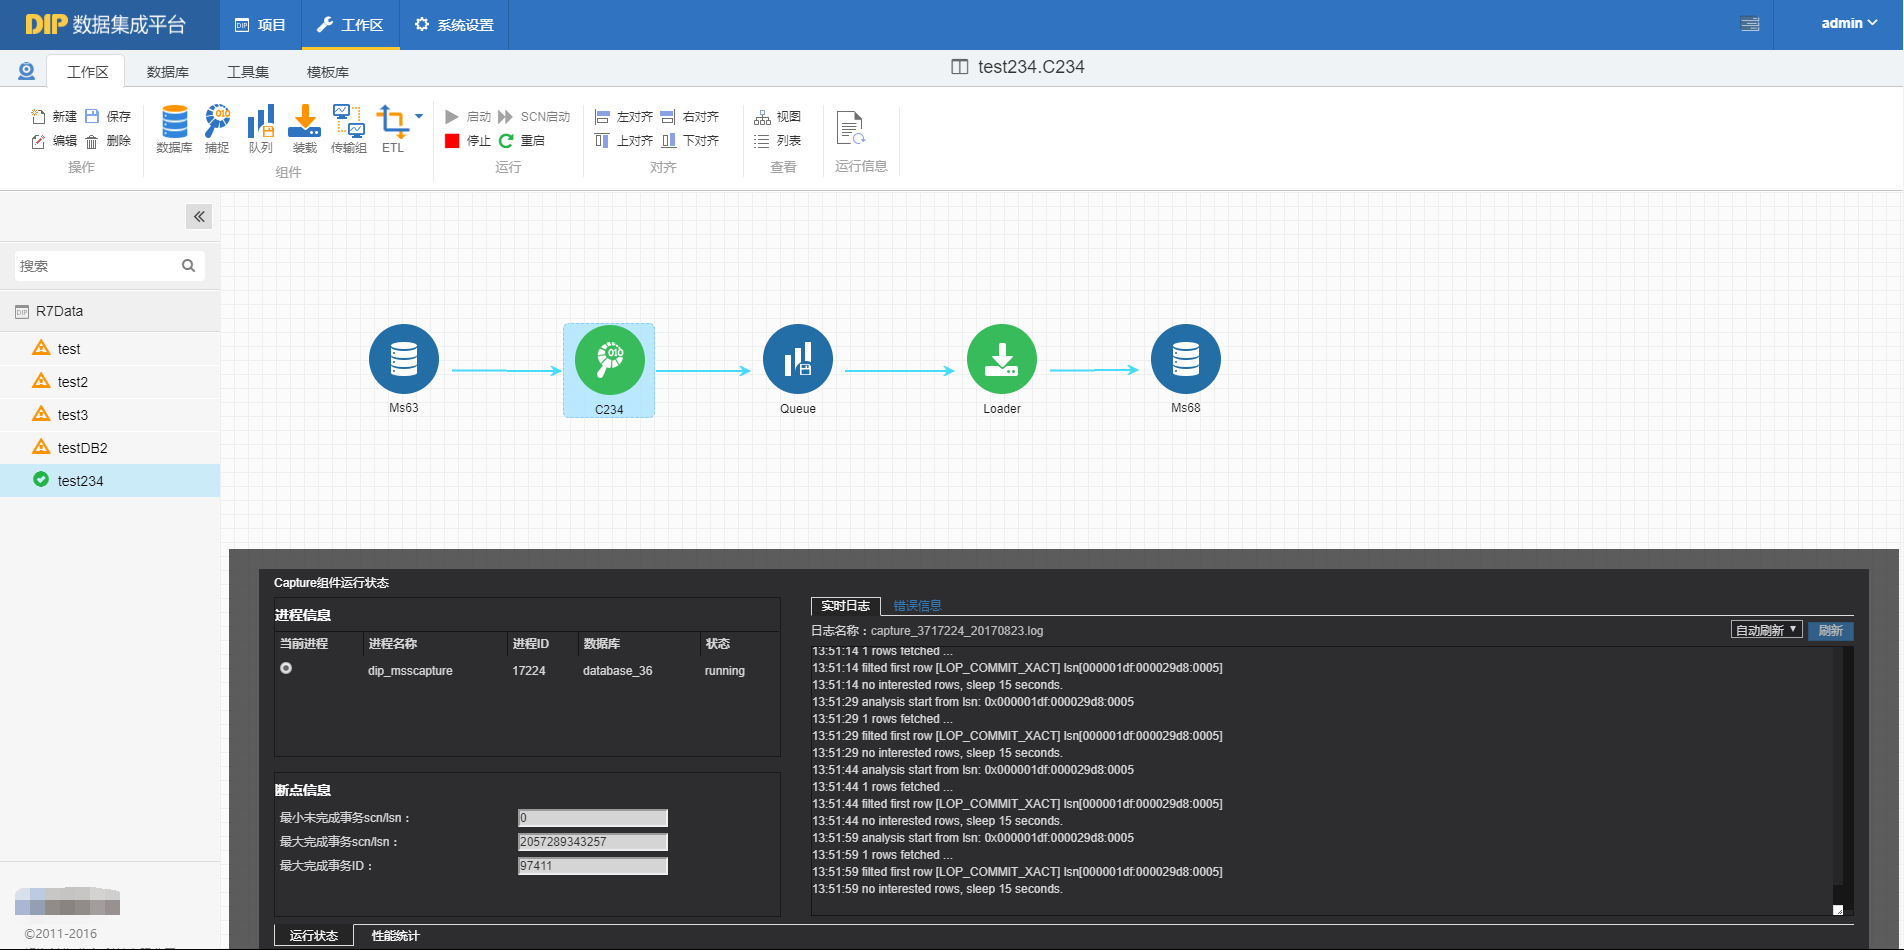 DIP 数据集成平台
DIP 项目
工作区
系统设置
admin
工作区
数据库
工具集
模板库
test234.C234
新建 保存
编辑 删除
操作
010
数据库 捕捉 队列 装载 传输组 ETL
组件
启动 SCN启动
停止 重启
运行
左对齐 右对齐
上对齐 下对齐
对齐
视图
列表
查看
运行信息
搜索
DIP R7Data
test
test2
test3
testDB2
test234
©2011-2016
010
Ms63
C234
Queue
Loader
Ms68
Capture组件运行状态
进程信息
当前进程 进程名称 进程ID 数据库 状态
dip_msscapture 17224 database_36 running
断点信息
最小未完成事务scn/lsn： 0
最大完成事务scn/lsn： 2057289343257
最大完成事务ID： 97411
实时日志 错误信息
日志名称：capture_3717224_20170823.log
自动刷新 刷新
13:51:14 1 rows fetched ...
13:51:14 filted first row [LOP_COMMIT_XACT] lsn[000001df:000029d8:0005]
13:51:14 no interested rows, sleep 15 seconds.
13:51:29 analysis start from lsn: 0x000001df:000029d8:0005
13:51:29 1 rows fetched ...
13:51:29 filted first row [LOP_COMMIT_XACT] lsn[000001df:000029d8:0005]
13:51:29 no interested rows, sleep 15 seconds.
13:51:44 analysis start from lsn: 0x000001df:000029d8:0005
13:51:44 1 rows fetched ...
13:51:44 filted first row [LOP_COMMIT_XACT] lsn[000001df:000029d8:0005]
13:51:44 no interested rows, sleep 15 seconds.
13:51:59 analysis start from lsn: 0x000001df:000029d8:0005
13:51:59 1 rows fetched ...
13:51:59 filted first row [LOP_COMMIT_XACT] lsn[000001df:000029d8:0005]
13:51:59 no interested rows, sleep 15 seconds.
运行状态 性能统计